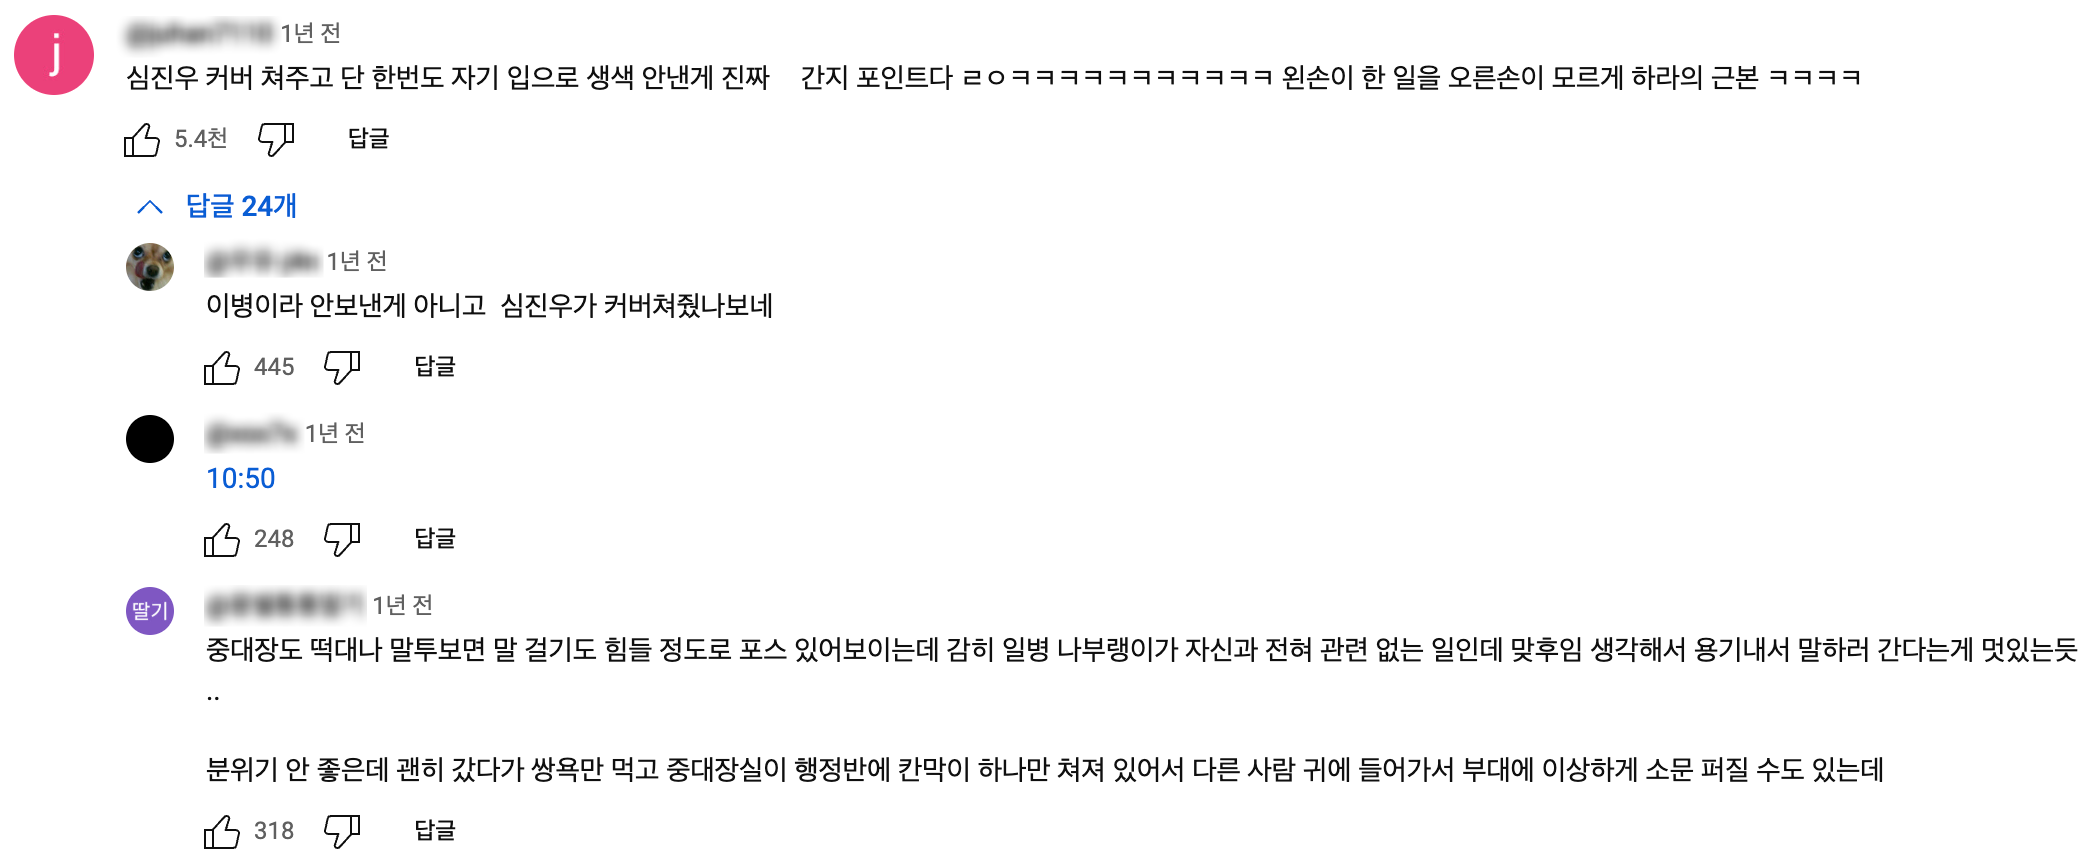 j
1년 전
심진우 커버 쳐주고 단 한번도 자기 입으로 생색 안낸게 진짜 간지 포인트다 ㄹㅇㅋㅋㅋㅋㅋㅋㅋㅋㅋㅋㅋ 왼손이 한 일을 오른손이 모르게 하라의 근본 ㅋㅋㅋㅋ
5.4천 답글
답글 24개
1년 전
이병이라 안보낸게 아니고 심진우가 커버쳐줬나보네
445 답글
1년 전
10:50
248 답글
딸기
1년 전
중대장도 떡대나 말투보면 말 걸기도 힘들 정도로 포스 있어보이는데 감히 일병 나부랭이가 자신과 전혀 관련 없는 일인데 맞후임 생각해서 용기내서 말하러 간다는게 멋있는듯
..
분위기 안 좋은데 괜히 갔다가 쌍욕만 먹고 중대장실이 행정반에 칸막이 하나만 쳐져 있어서 다른 사람 귀에 들어가서 부대에 이상하게 소문 퍼질 수도 있는데
318 답글